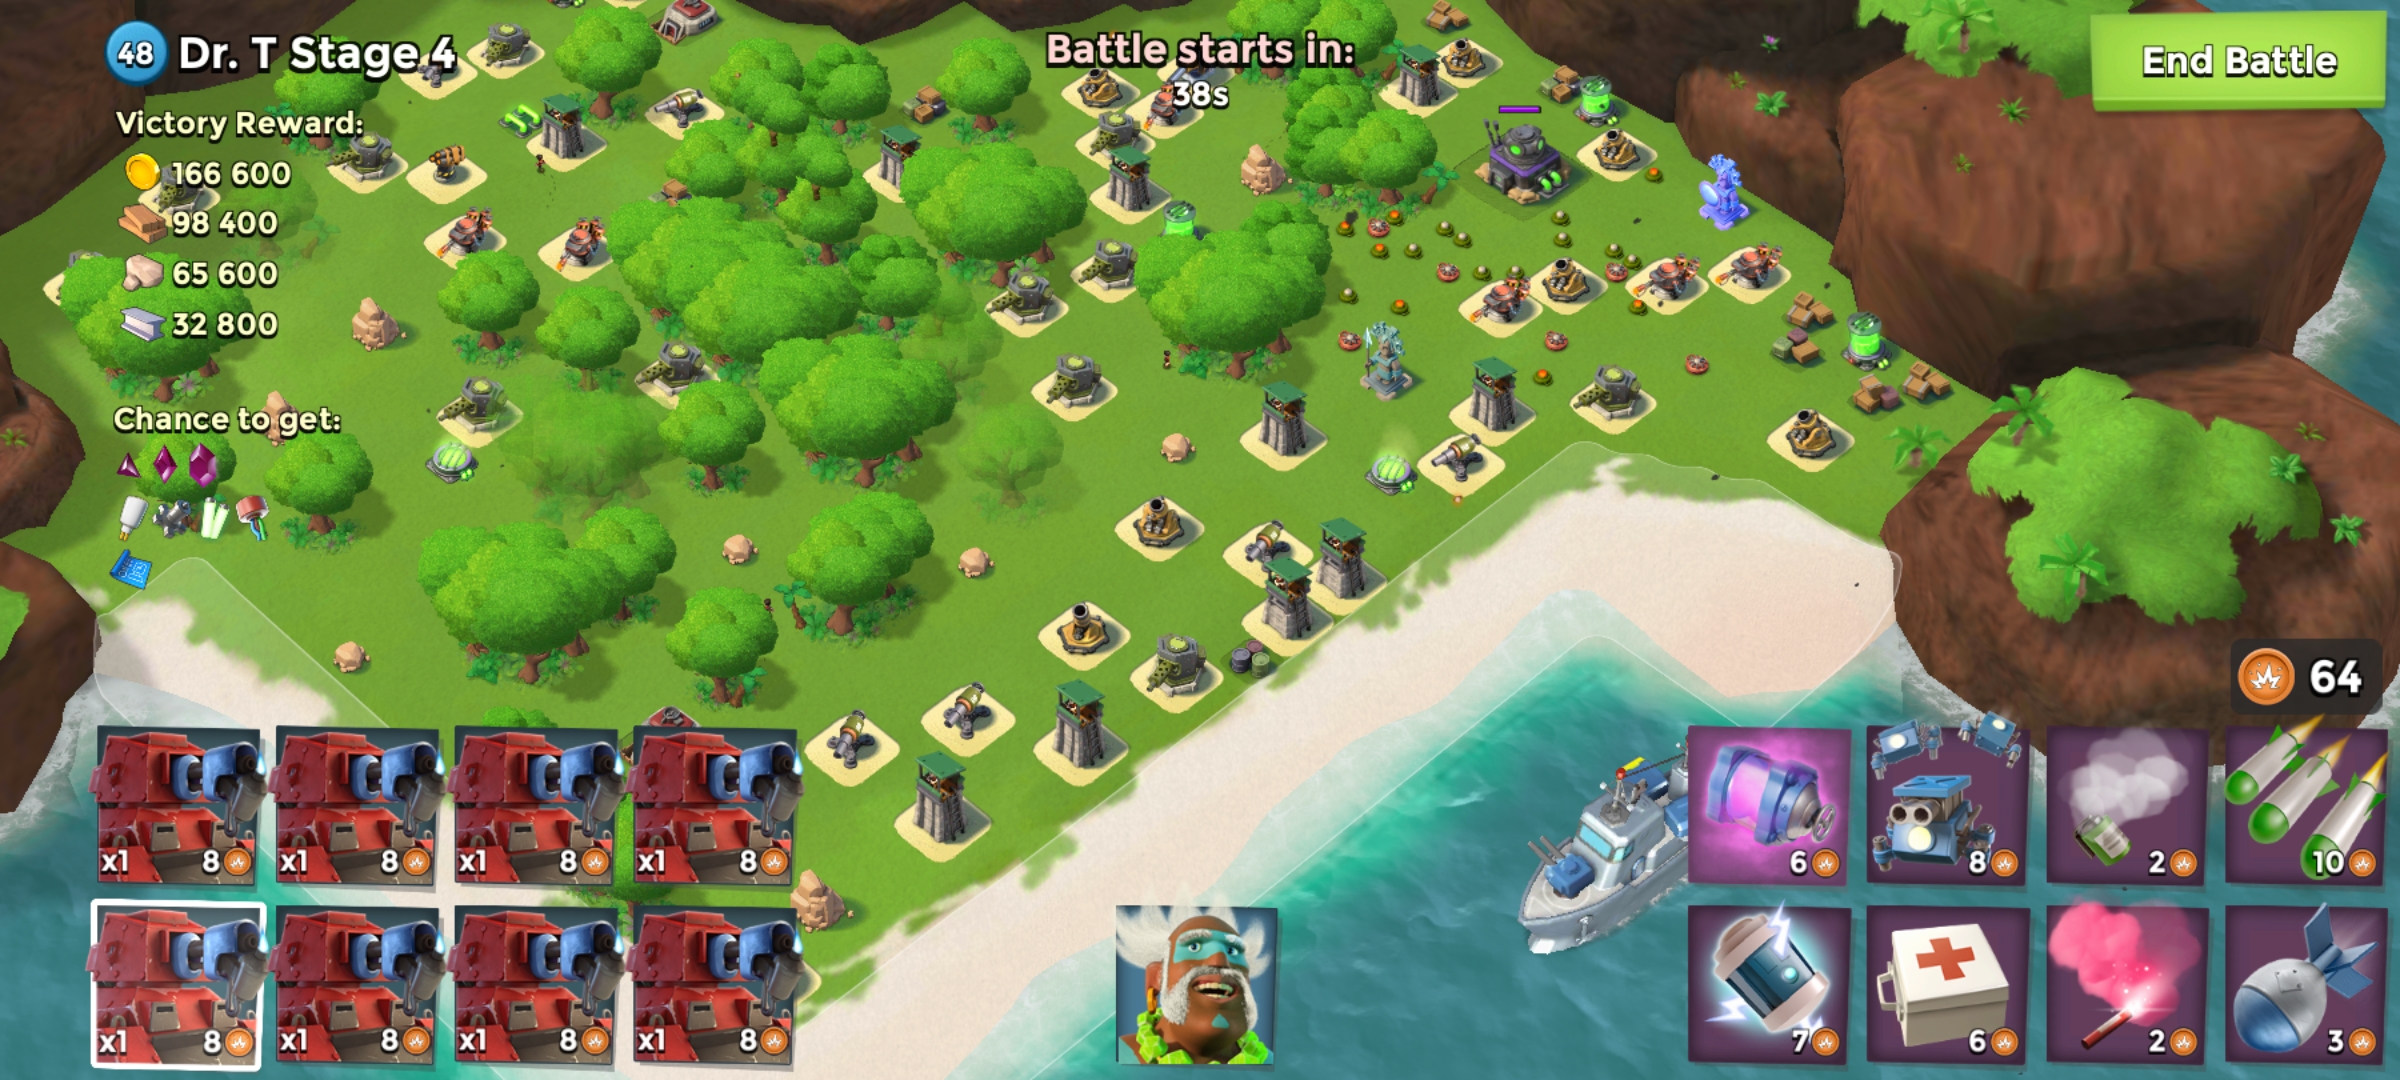 48 Dr. T Stage 4
Battle starts in:
38s
End Battle
Victory Reward:
166 600
98 400
65 600
32 800
Chance to get:
64
x1 8
x1 8
x1 8
x1 8
6
8
2
10
x1 8
x1 8
x1 8
x1 8
7
6
2
3